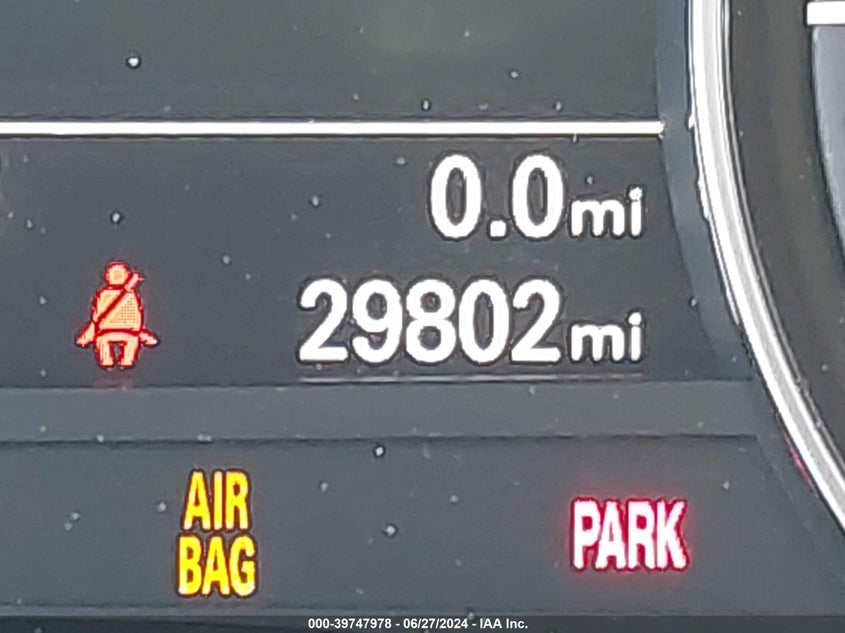 0.0mi
29802mi
AIR
BAG
PARK
000-39747978 - 06/27/2024 - IAA Inc.